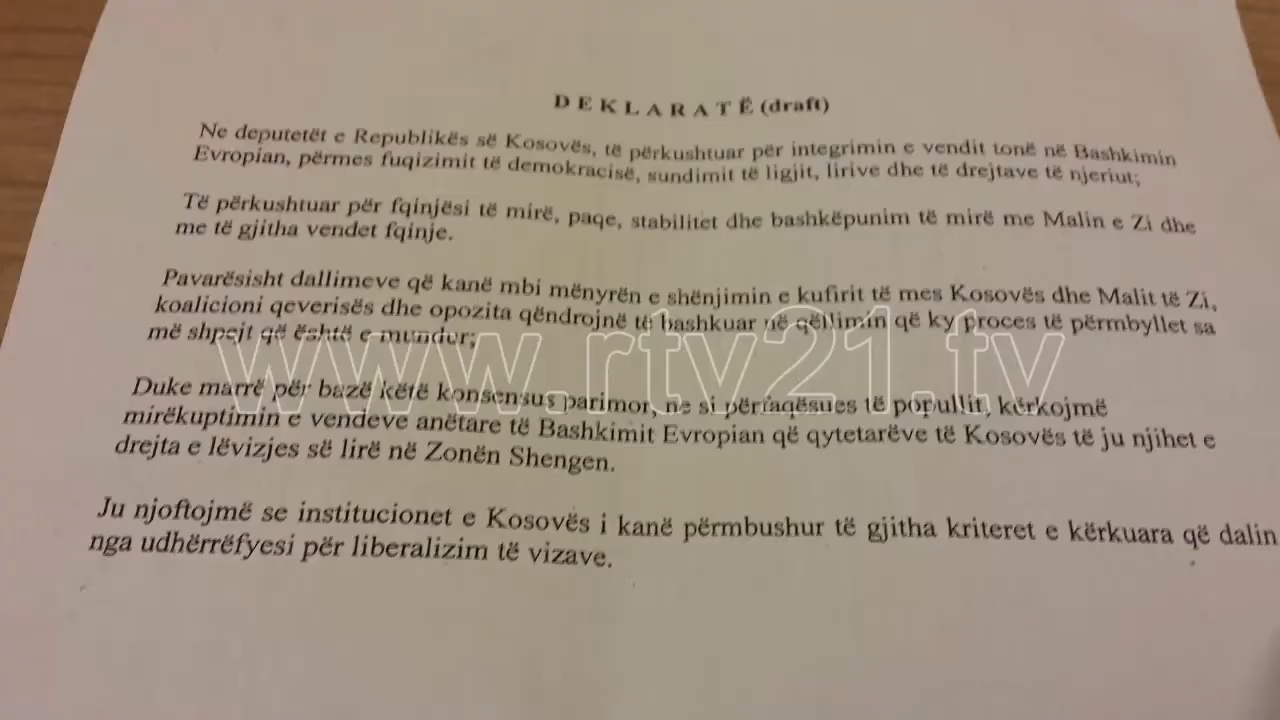 D E K L A R A T Ë (draft)
Ne deputetët e Republikës së Kosovës, të përkushtuar për integrimin e vendit tonë në Bashkimin
Evropian, përmes fuqizimit të demokracisë, sundimit të ligjit, lirive dhe të drejtave të njeriut;
Të përkushtuar për fqinjësi të mirë, paqe, stabilitet dhe bashkëpunim të mirë me Malin e Zi dhe
me të gjitha vendet fqinje.
Pavarësisht dallimeve që kanë mbi mënyrën e shënjimin e kufirit të mes Kosovës dhe Malit të Zi,
koalicioni qeverisës dhe opozita qëndrojnë të bashkuar në qëllimin që ky proces të përmbyllet sa
më shpejt që është e mundur;
www.rtv21.tv
Duke marrë për bazë këtë konsensus parimor, ne si përfaqësues të popullit, kërkojmë
mirëkuptimin e vendeve anëtare të Bashkimit Evropian që qytetarëve të Kosovës të ju njihet e
drejta e lëvizjes së lirë në Zonën Shengen.
Ju njoftojmë se institucionet e Kosovës i kanë përmbushur të gjitha kriteret e kërkuara që dalin
nga udhërrëfyesi për liberalizim të vizave.